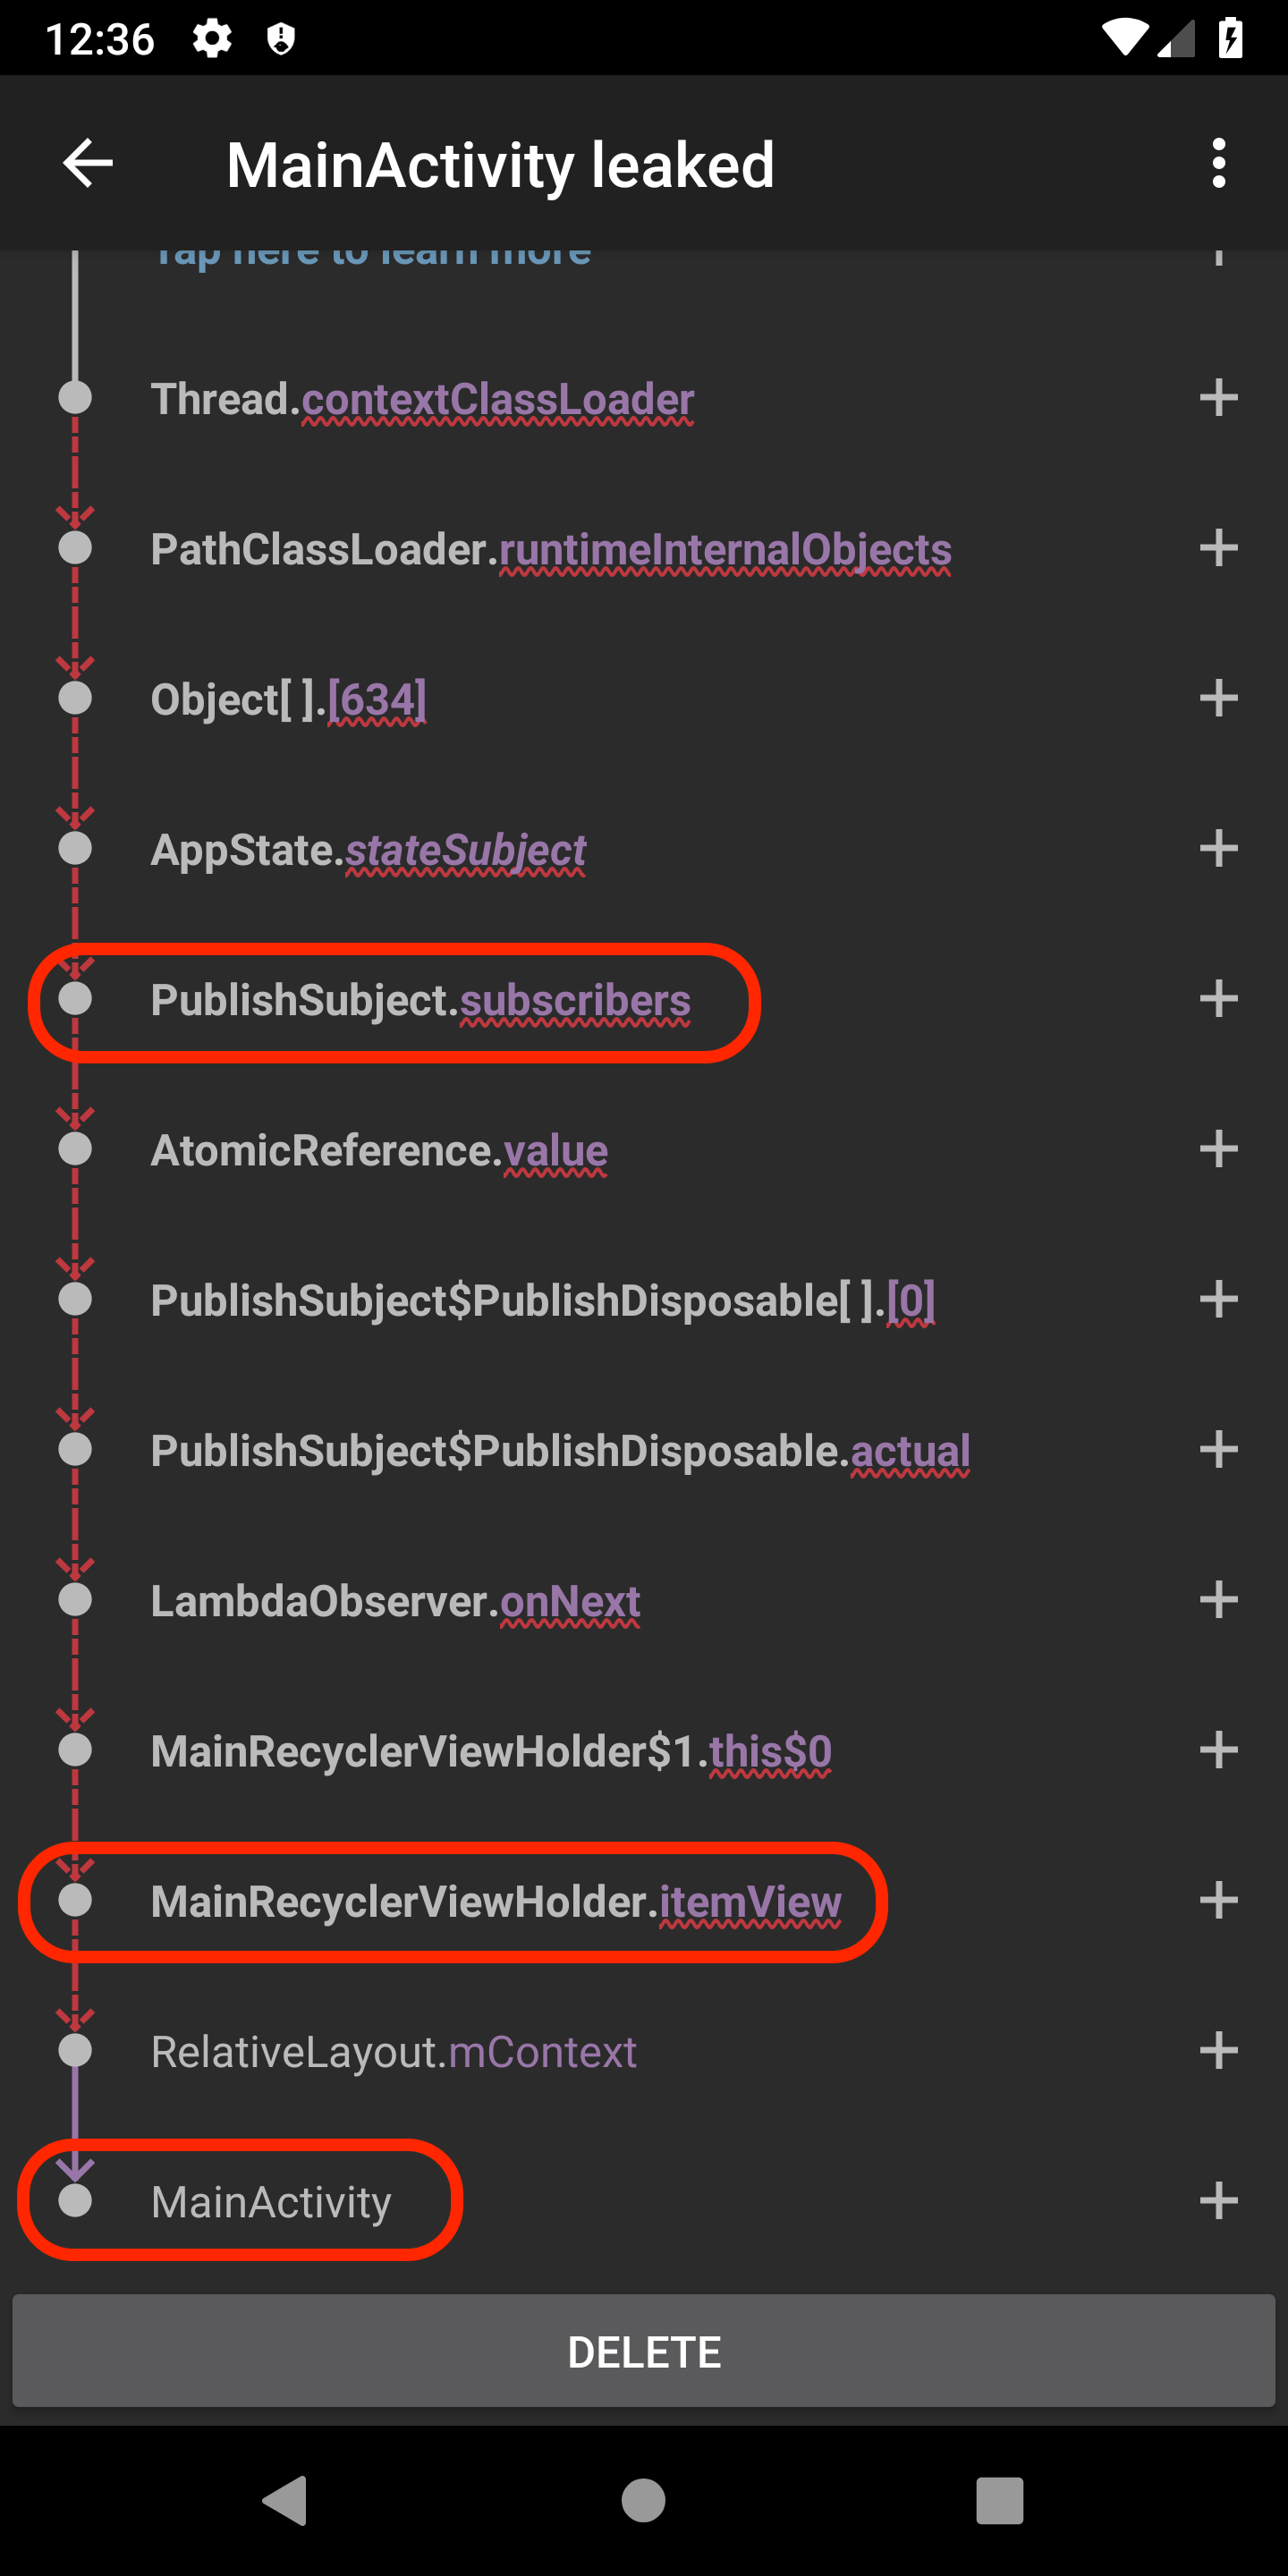 12:36
MainActivity leaked
Tap here to learn more
Thread.contextClassLoader
PathClassLoader.runtimeInternalObjects
Object[ ].[634]
AppState.stateSubject
PublishSubject.subscribers
AtomicReference.value
PublishSubject$PublishDisposable[ ].[0]
PublishSubject$PublishDisposable.actual
LambdaObserver.onNext
MainRecyclerViewHolder$1.this$0
MainRecyclerViewHolder.itemView
RelativeLayout.mContext
MainActivity
DELETE